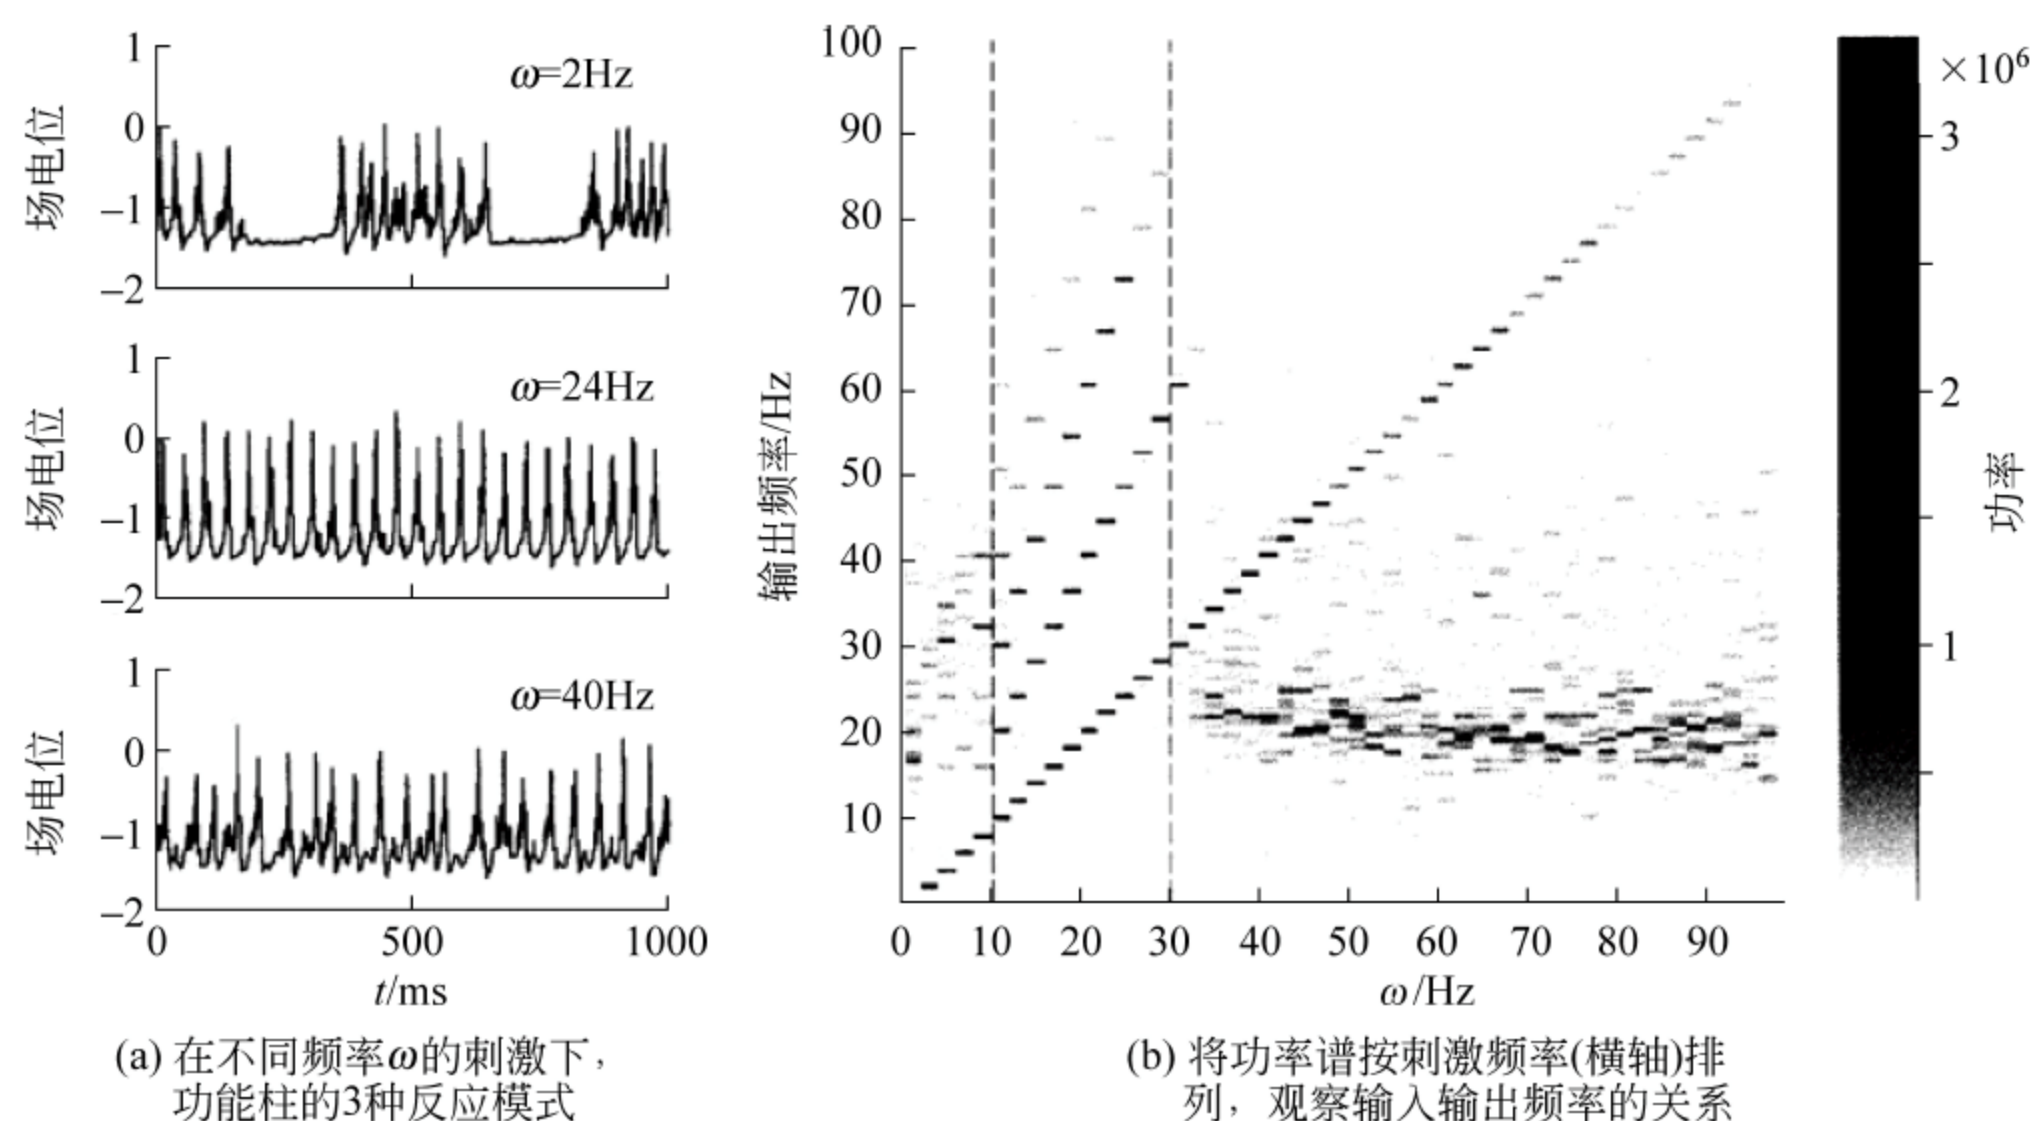 1
0
−1
−2
场电位
ω=2Hz
1
0
−1
−2
场电位
ω=24Hz
1
0
−1
−2
场电位
ω=40Hz
0
500
1000
t/ms
(a) 在不同频率ω的刺激下，
功能柱的3种反应模式
100
90
80
70
60
50
40
30
20
10
输出频率/Hz
0
10
20
30
40
50
60
70
80
90
ω/Hz
×10⁶
3
2
1
功率
(b) 将功率谱按刺激频率(横轴)排
列，观察输入输出频率的关系